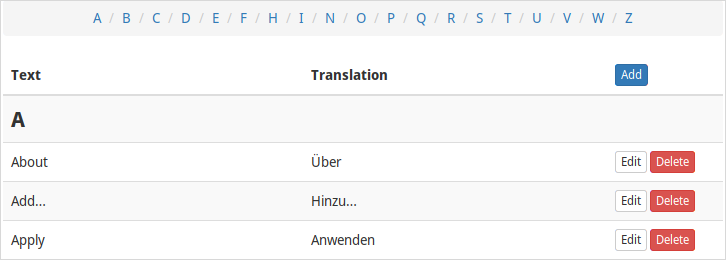 A / B / C / D / E / F / H / I / N / O / P / Q / R / S / T / U / V / W / Z
Text Translation Add
A
About Über Edit Delete
Add... Hinzu... Edit Delete
Apply Anwenden Edit Delete